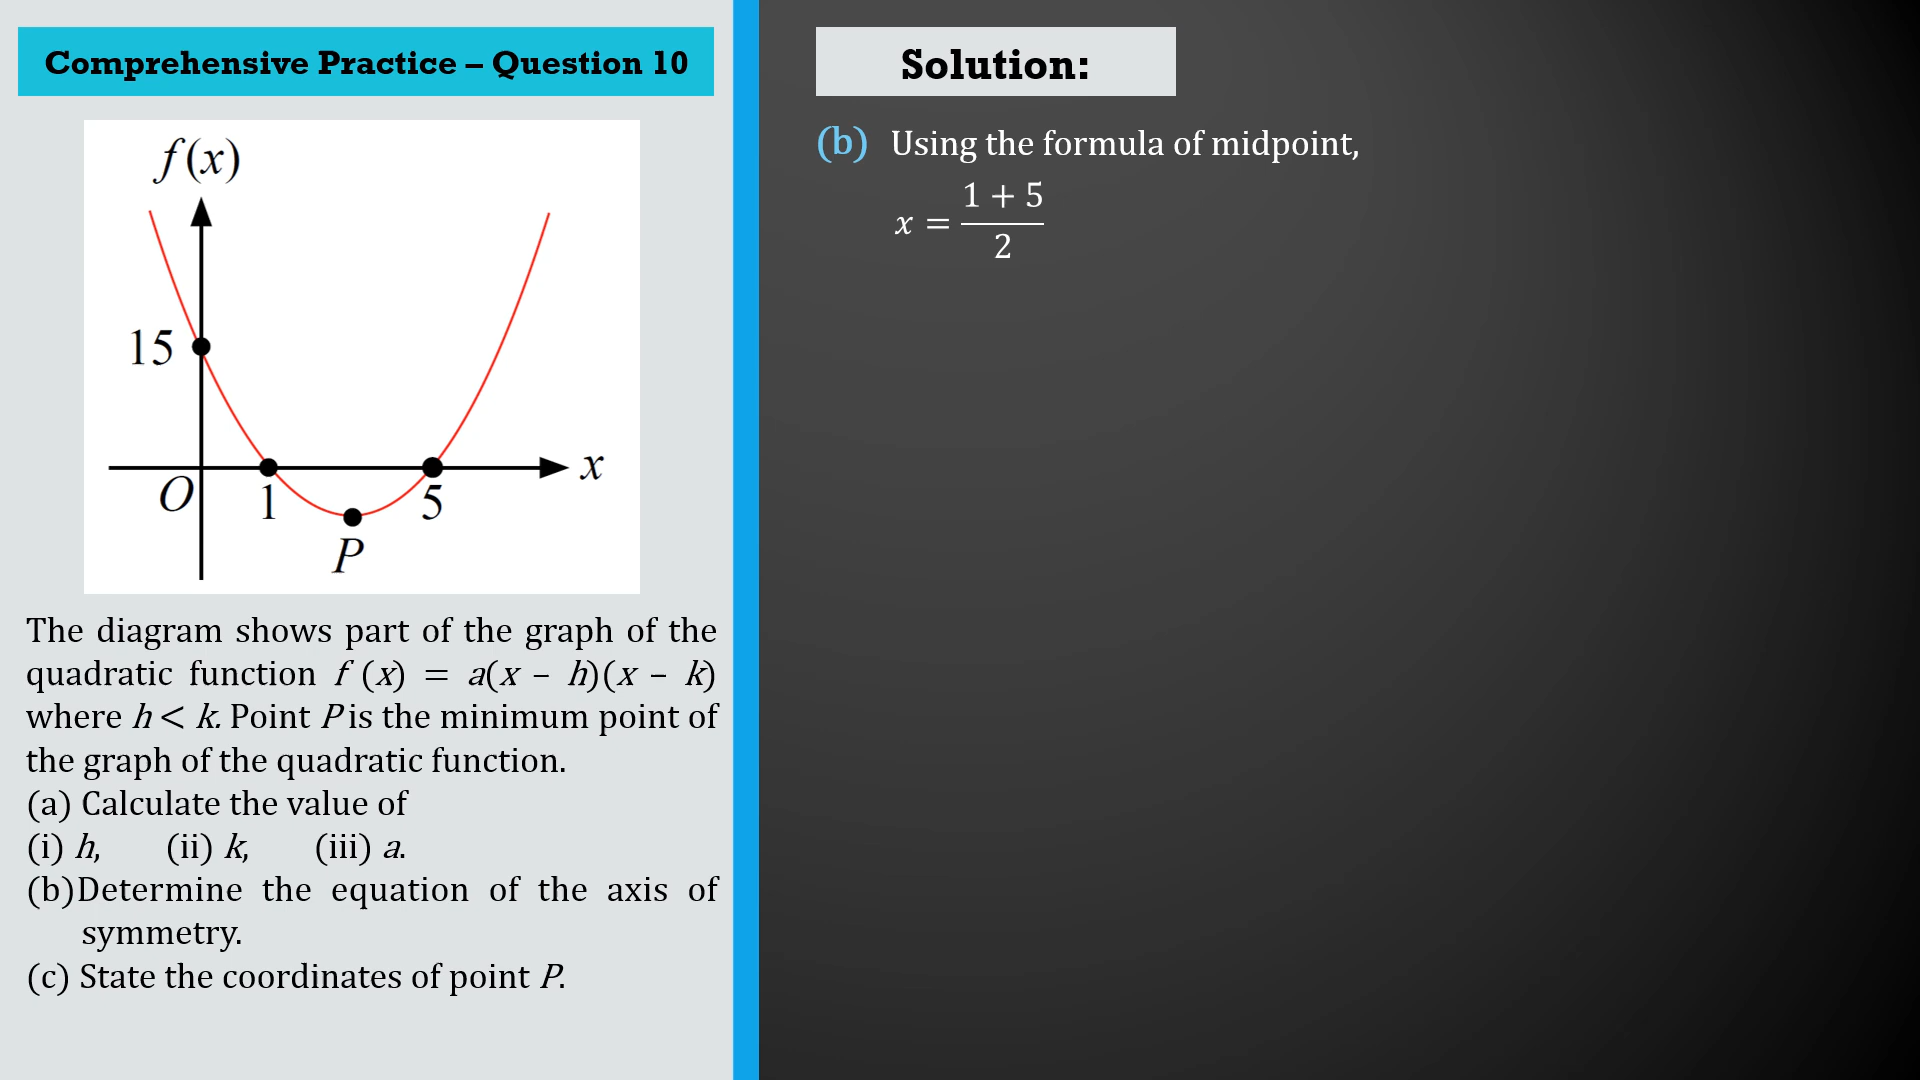 Comprehensive Practice – Question 10
f(x)
15
O
1
5
x
P
The diagram shows part of the graph of the
quadratic function f (x) = a(x – h)(x – k)
where h < k. Point P is the minimum point of
the graph of the quadratic function.
(a) Calculate the value of
(i) h, (ii) k, (iii) a.
(b)Determine the equation of the axis of
symmetry.
(c) State the coordinates of point P.
Solution:
(b) Using the formula of midpoint,
x = \frac{1 + 5}{2}